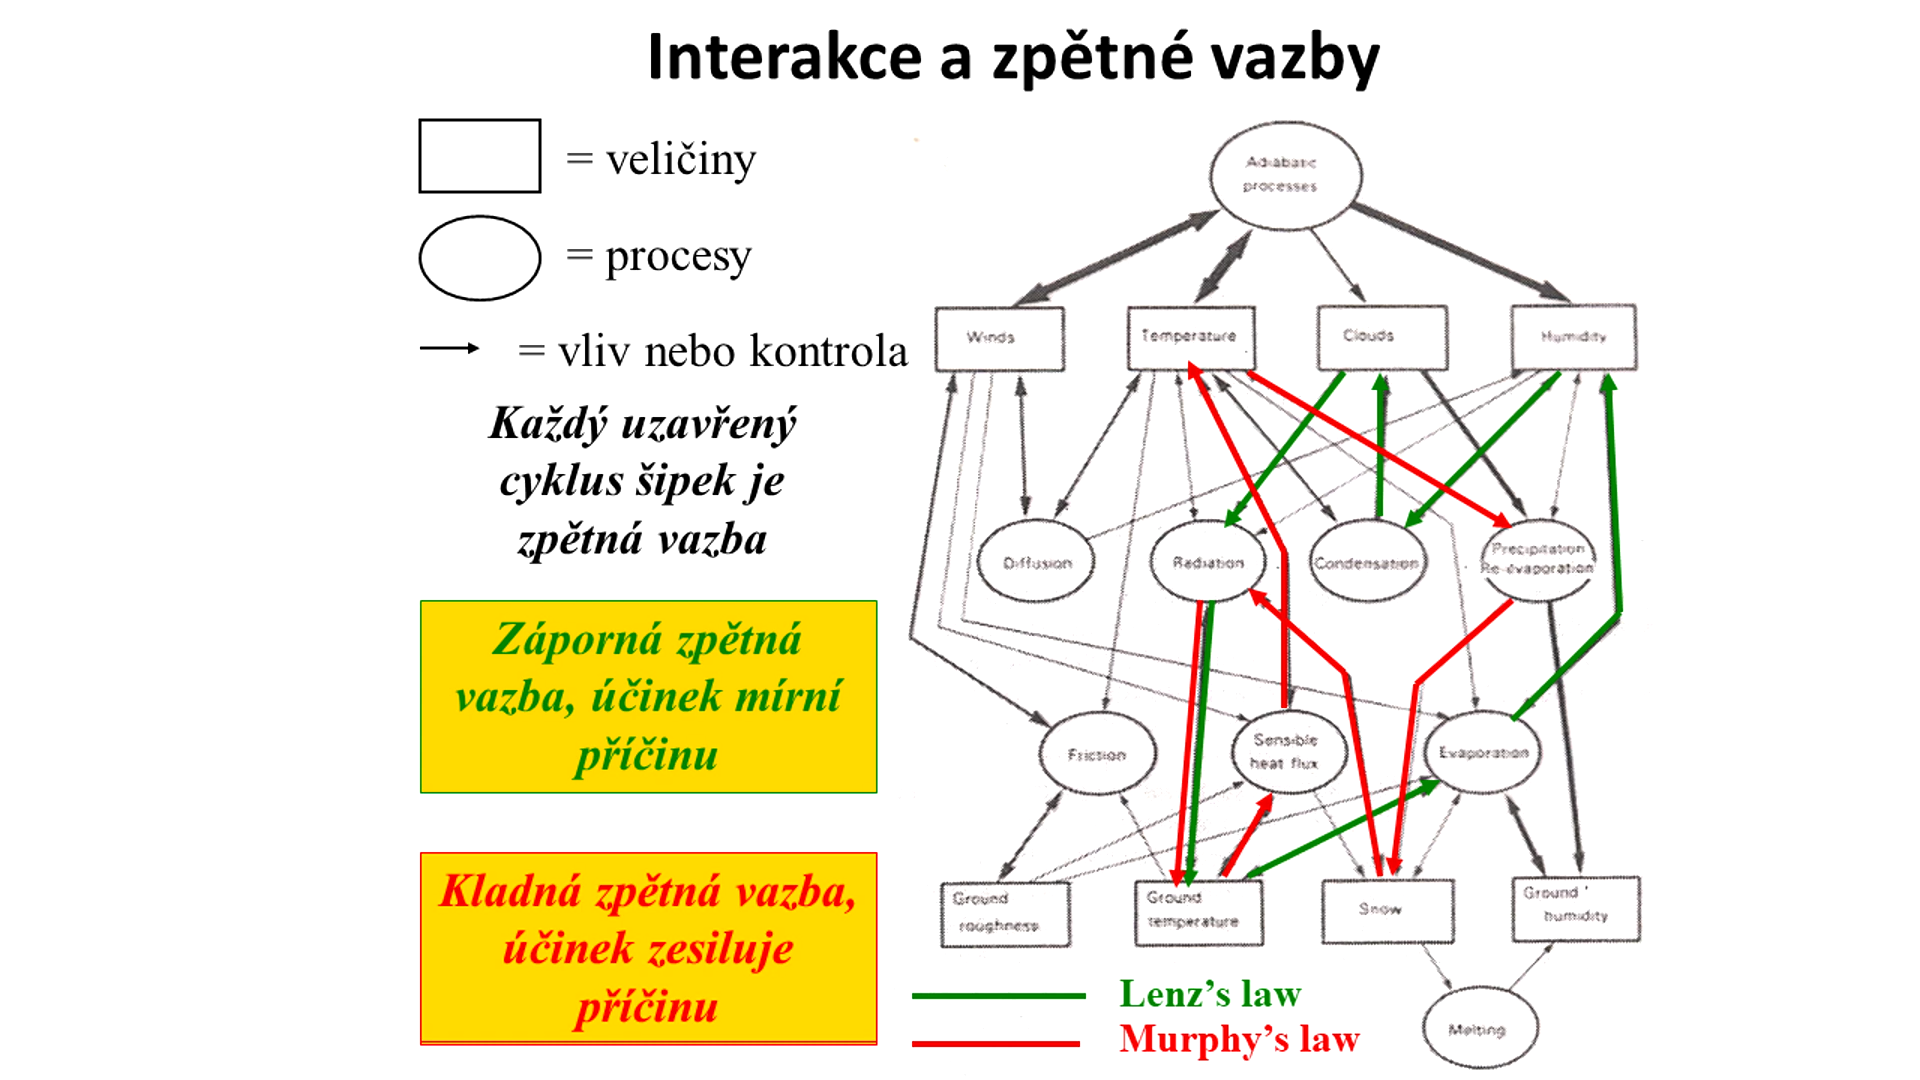 Interakce a zpětné vazby
= veličiny
= procesy
= vliv nebo kontrola
Každý uzavřený
cyklus šipek je
zpětná vazba
Záporná zpětná
vazba, účinek mírní
příčinu
Kladná zpětná vazba,
účinek zesiluje
příčinu
Adiabatic
processes
Winds
Temperature
Clouds
Humidity
Diffusion
Radiation
Condensation
Precipitation
Re-evaporation
Friction
Sensible
heat flux
Evaporation
Ground
roughness
Ground
temperature
Snow
Ground
humidity
Melting
Lenz's law
Murphy's law